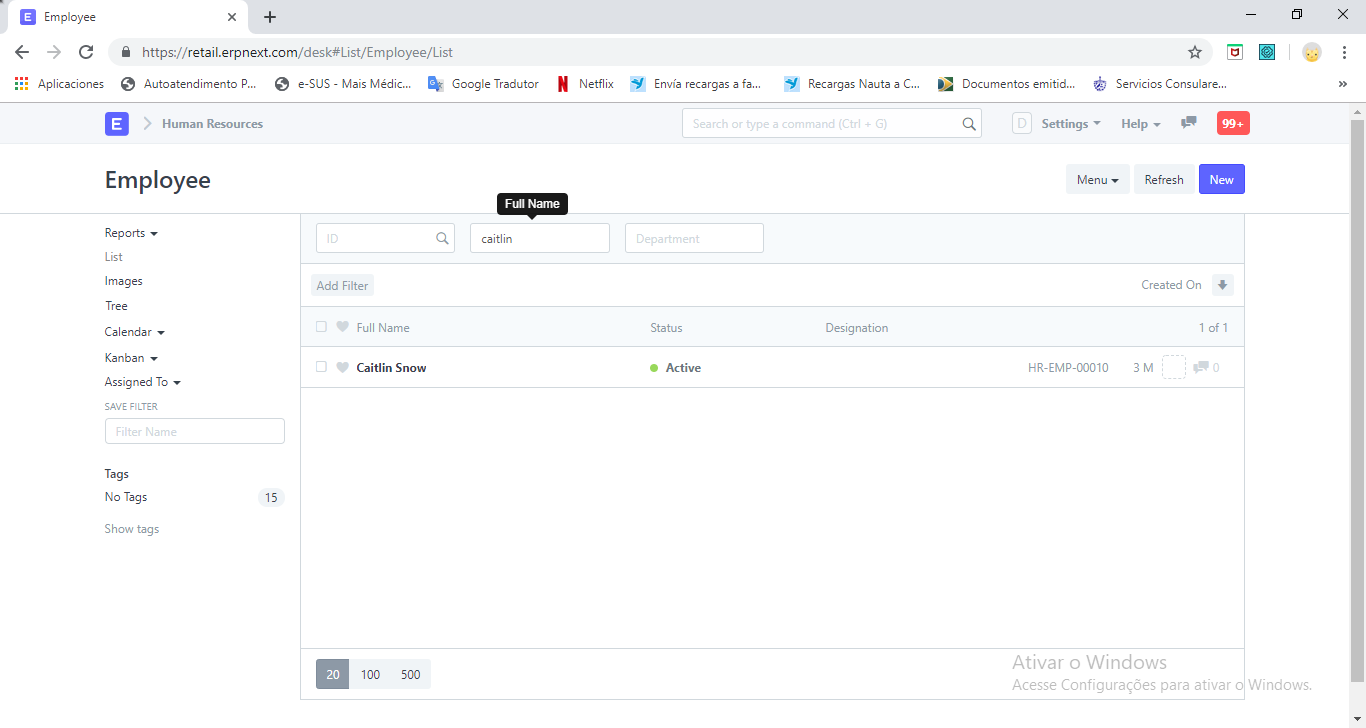 Employee
https://retail.erpnext.com/desk#List/Employee/List
Aplicaciones Autoatendimento P... e-SUS - Mais Médic... Google Tradutor Netflix Envía recargas a fa... Recargas Nauta a C... Documentos emitid... Servicios Consulare... »
E Human Resources Search or type a command (Ctrl + G) D Settings Help 99+
Employee Menu Refresh New
Full Name
Reports ID caitlin Department
List
Images Add Filter Created On
Tree
Calendar Full Name Status Designation 1 of 1
Kanban Caitlin Snow Active HR-EMP-00010 3 M 0
Assigned To
SAVE FILTER
Filter Name
Tags
No Tags 15
Show tags
20 100 500
Ativar o Windows
Acesse Configurações para ativar o Windows.